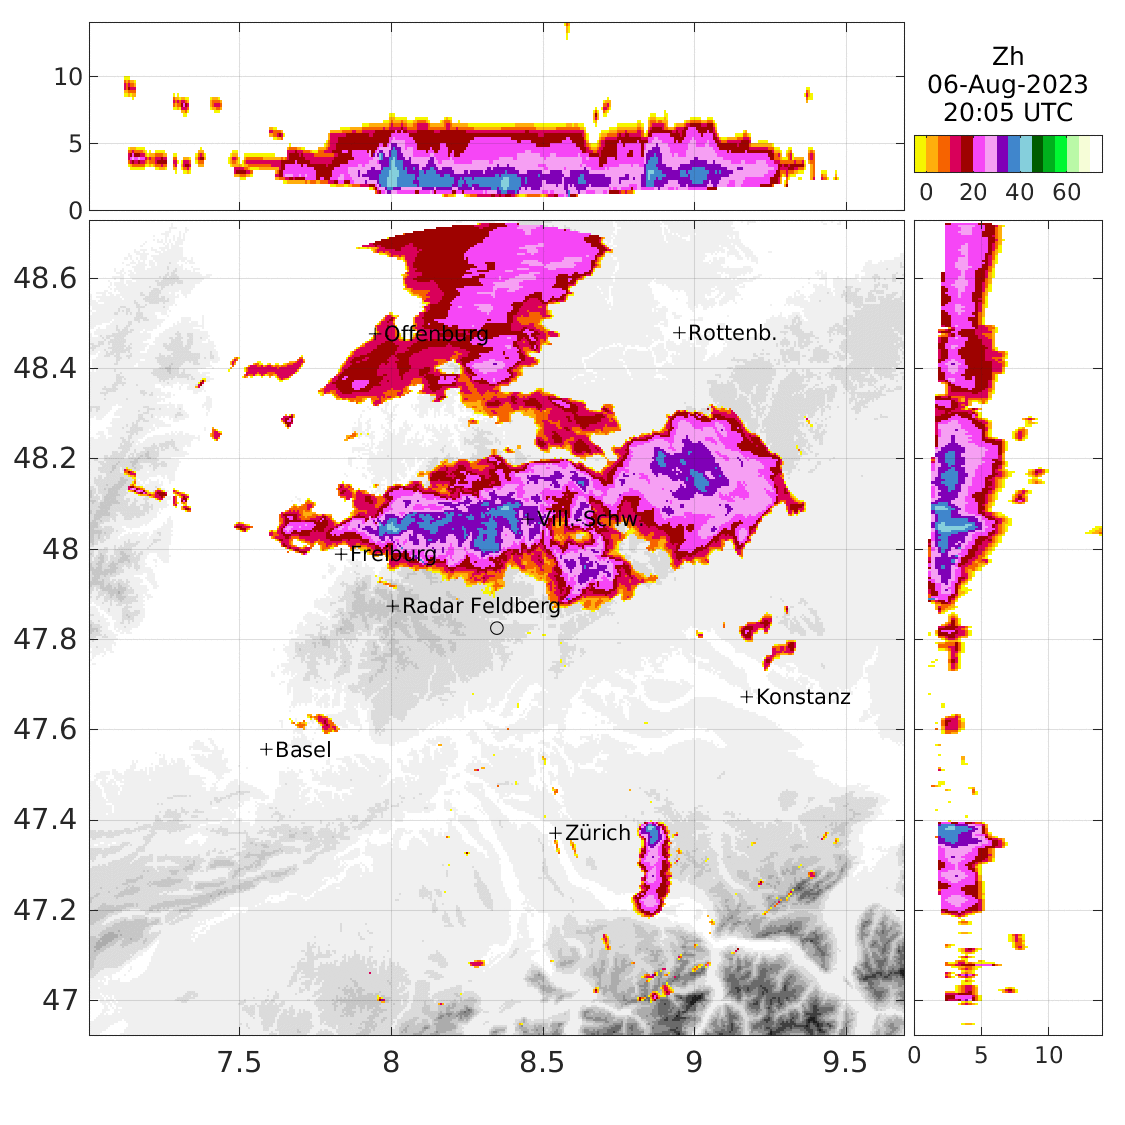 10
5
0
Zh
06-Aug-2023
20:05 UTC
0 20 40 60
48.6
+Offenburg
+Rottenb.
48.4
48.2
+Vill.-Schw.
48
+Freiburg
+Radar Feldberg
47.8
+Konstanz
47.6
+Basel
47.4
+Zürich
47.2
47
7.5 8 8.5 9 9.5
0 5 10